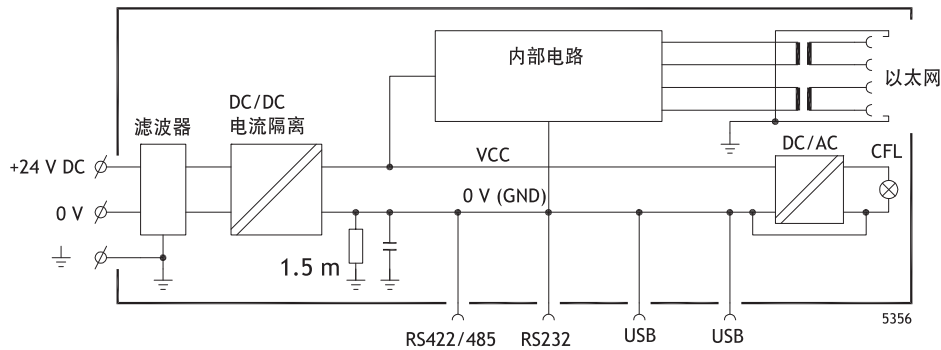 内部电路
以太网
DC/DC
电流隔离
滤波器
DC/AC
CFL
VCC
+24 V DC
0 V (GND)
0 V
1.5 m
5356
RS422/485
RS232
USB
USB